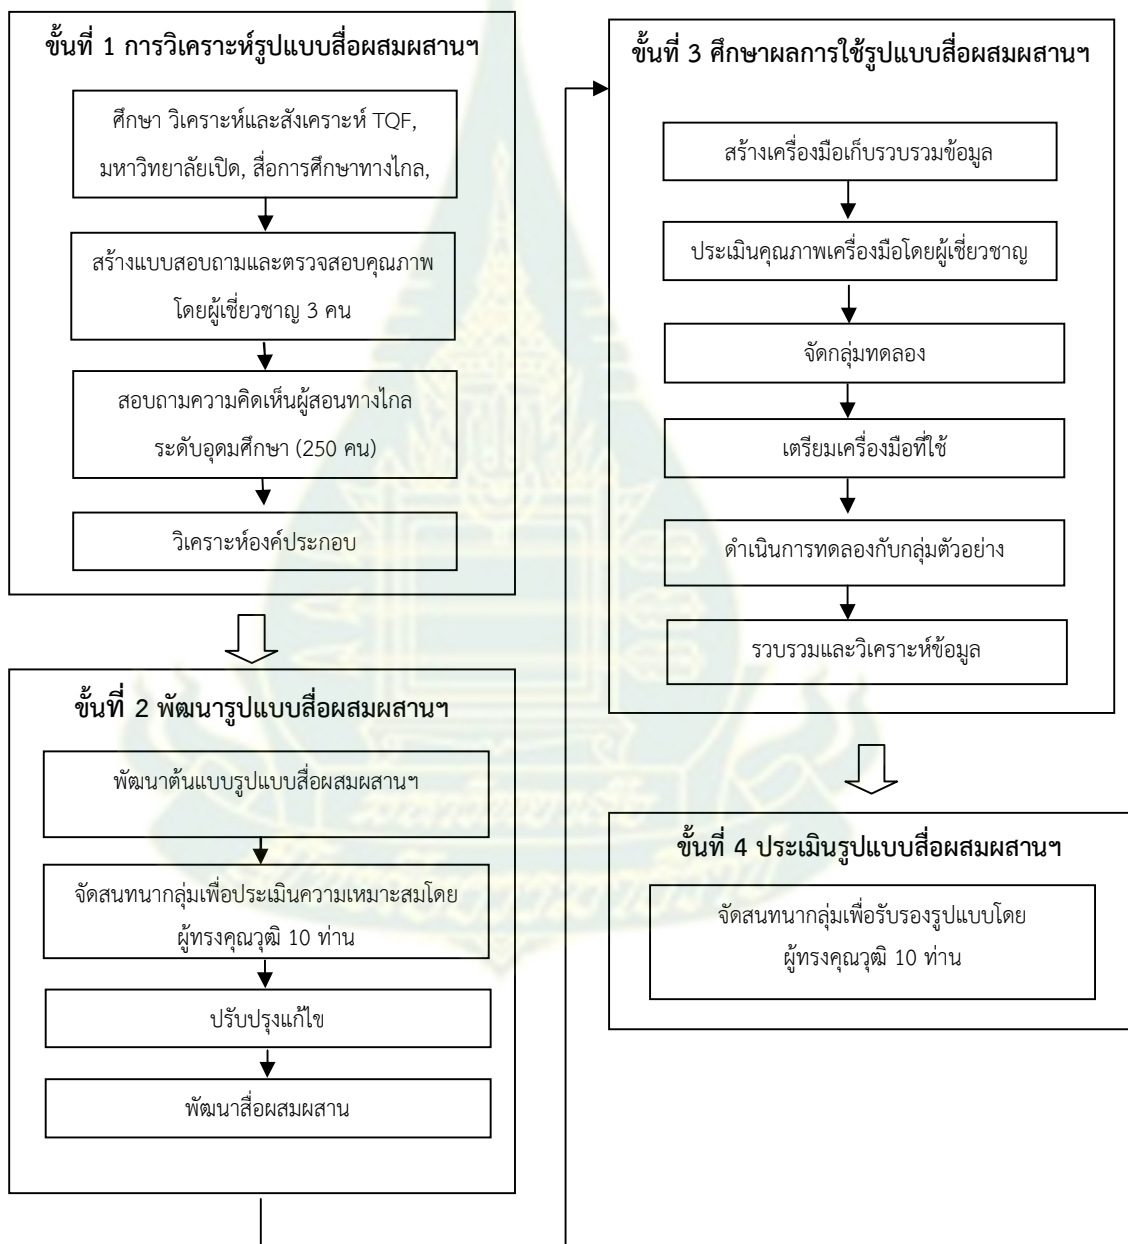 ขั้นที่ 1 การวิเคราะห์รูปแบบสื่อผสมผสานฯ
ศึกษา วิเคราะห์และสังเคราะห์ TQF,
มหาวิทยาลัยเปิด, สื่อการศึกษาทางไกล,
สร้างแบบสอบถามและตรวจสอบคุณภาพ
โดยผู้เชี่ยวชาญ 3 คน
สอบถามความคิดเห็นผู้สอนทางไกล
ระดับอุดมศึกษา (250 คน)
วิเคราะห์องค์ประกอบ
ขั้นที่ 2 พัฒนารูปแบบสื่อผสมผสานฯ
พัฒนาต้นแบบรูปแบบสื่อผสมผสานฯ
จัดสนทนากลุ่มเพื่อประเมินความเหมาะสมโดย
ผู้ทรงคุณวุฒิ 10 ท่าน
ปรับปรุงแก้ไข
พัฒนาสื่อผสมผสาน
ขั้นที่ 3 ศึกษาผลการใช้รูปแบบสื่อผสมผสานฯ
สร้างเครื่องมือเก็บรวบรวมข้อมูล
ประเมินคุณภาพเครื่องมือโดยผู้เชี่ยวชาญ
จัดกลุ่มทดลอง
เตรียมเครื่องมือที่ใช้
ดำเนินการทดลองกับกลุ่มตัวอย่าง
รวบรวมและวิเคราะห์ข้อมูล
ขั้นที่ 4 ประเมินรูปแบบสื่อผสมผสานฯ
จัดสนทนากลุ่มเพื่อรับรองรูปแบบโดย
ผู้ทรงคุณวุฒิ 10 ท่าน